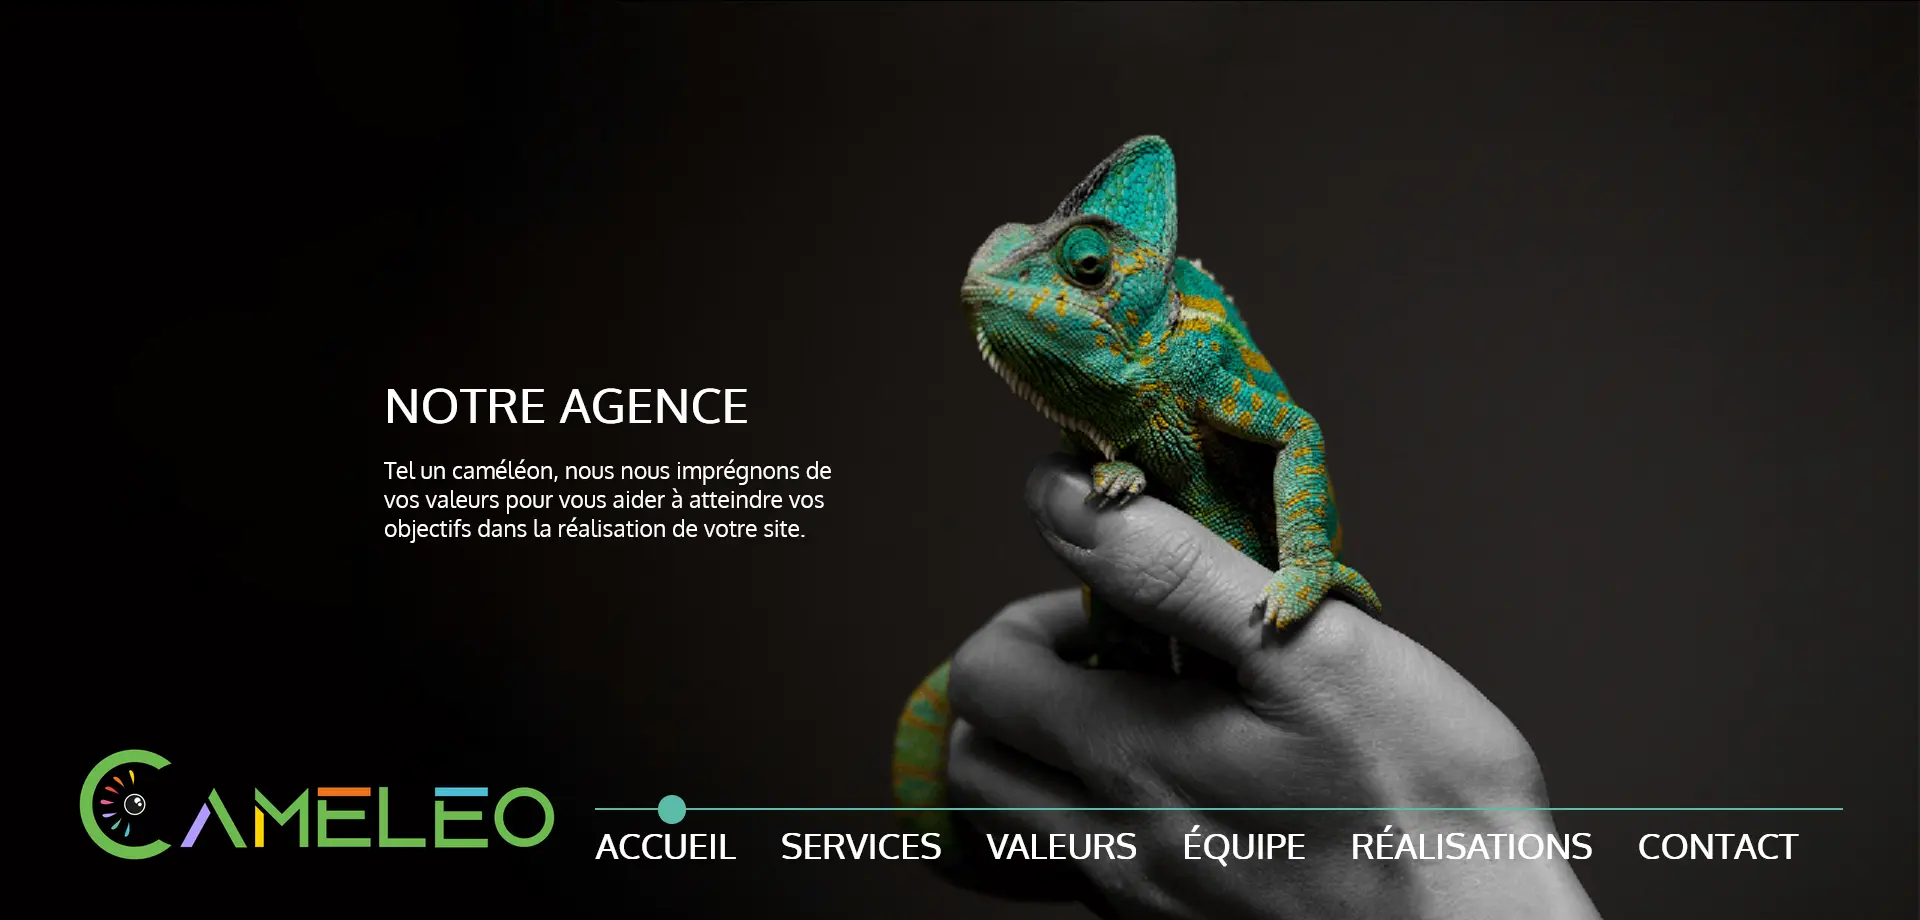 NOTRE AGENCE
Tel un caméléon, nous nous imprégnons de
vos valeurs pour vous aider à atteindre vos
objectifs dans la réalisation de votre site.
CAMELEO
ACCUEIL SERVICES VALEURS ÉQUIPE RÉALISATIONS CONTACT